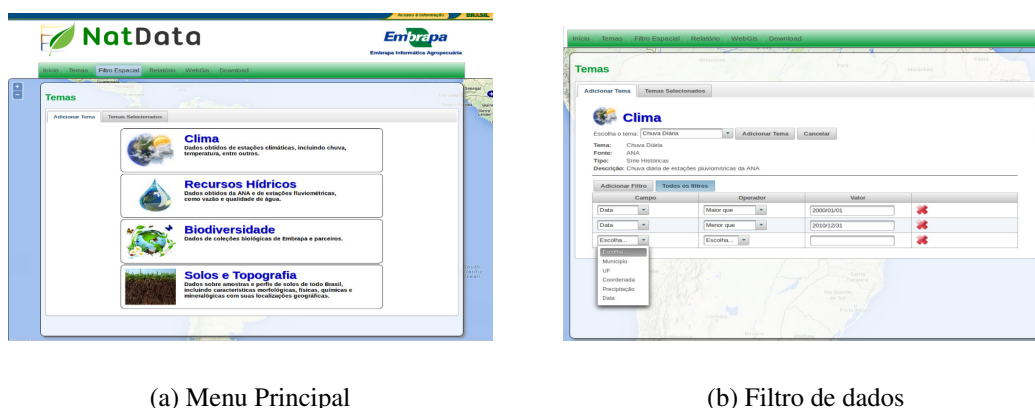 Acesso à Informação BRASIL
NatData
Embrapa
Embrapa Informática Agropecuária
Início Temas Filtro Espacial Relatório WebGis Download
Temas
Adicionar Tema Temas Selecionados
Clima
Dados obtidos de estações climáticas, incluindo chuva,
temperatura, entre outros.
Recursos Hídricos
Dados obtidos da ANA e de estações fluviométricas,
como vazão e qualidade de água.
Biodiversidade
Dados de coleções biológicas de Embrapa e parceiros.
Solos e Topografia
Dados sobre amostras e perfis de solos de todo Brasil,
incluindo características morfológicas, físicas, químicas e
mineralógicas com suas localizações geográficas.
(a) Menu Principal
Início Temas Filtro Espacial Relatório WebGis Download
Temas
Adicionar Tema Temas Selecionados
Clima
Escolha o tema: Chuva Diária Adicionar Tema Cancelar
Tema: Chuva Diária
Fonte: ANA
Tipo: Série Históricas
Descrição: Chuva diária de estações pluviométricas da ANA
Adicionar Filtro Todos os filtros
Campo Operador Valor
Data Maior que 2000/01/01
Data Menor que 2010/12/31
Escolha... Escolha...
Escolha...
Município
UF
Coordenada
Precipitação
Data
(b) Filtro de dados